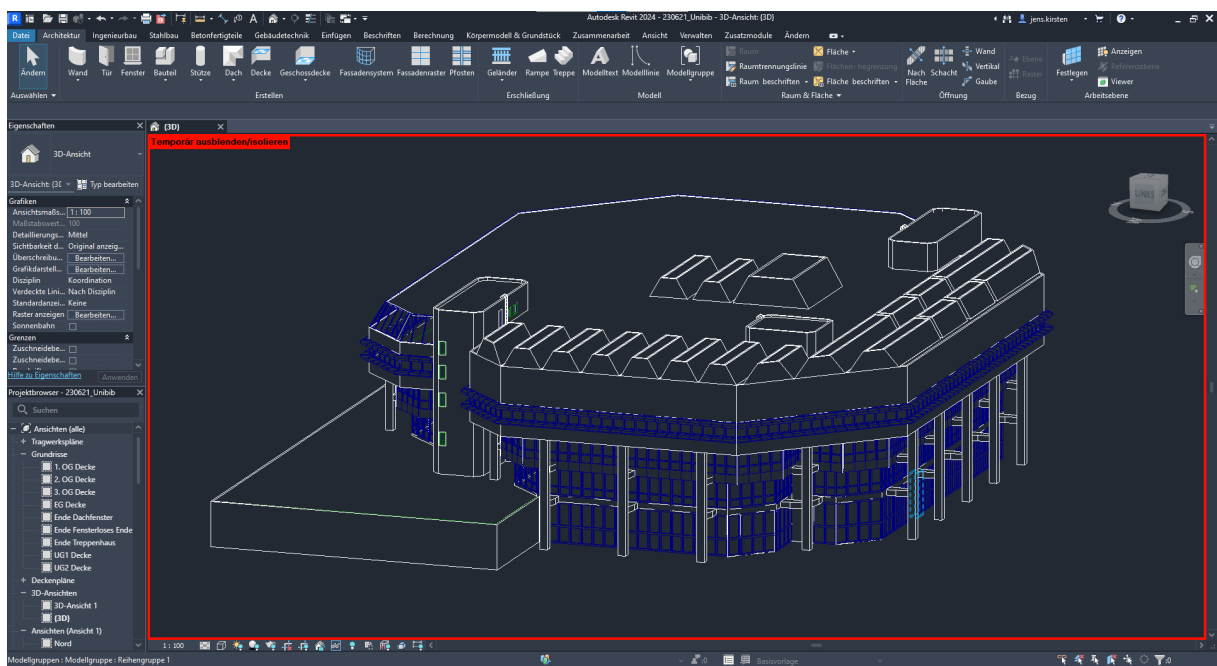 Autodesk Revit 2024 - 230621_Unibib - 3D-Ansicht: {3D}
jens.kirsten
Datei Architektur Ingenieurbau Stahlbau Betonfertigteile Gebäudetechnik Einfügen Beschriften Berechnung Körpermodell & Grundstück Zusammenarbeit Ansicht Verwalten Zusatzmodule Ändern
Ändern Wand Tür Fenster Bauteil Stütze Dach Decke Geschossdecke Fassadensystem Fassadenraster Pfosten Geländer Rampe Treppe Modelltext Modelllinie Modellgruppe
Raum Fläche
Raumtrennungslinie Flächen-begrenzung
Raum beschriften Fläche beschriften
Nach Fläche Schacht Wand
Vertikal
Gaube
Ebene
Raster
Festlegen Anzeigen
Referenzebene
Viewer
Auswählen Erstellen Erschließung Modell Raum & Fläche Öffnung Bezug Arbeitsebene
Eigenschaften
{3D}
Temporär ausblenden/isolieren
3D-Ansicht
3D-Ansicht: {3D Typ bearbeiten
Grafiken
Ansichtsmaßs... 1 : 100
Maßstabswert... 100
Detaillierungs... Mittel
Sichtbarkeit d... Original anzeig...
Überschreibu... Bearbeiten...
Grafikdarstell... Bearbeiten...
Disziplin Koordination
Verdeckte Lini... Nach Disziplin
Standardanzei... Keine
Raster anzeigen Bearbeiten...
Sonnenbahn
Grenzen
Zuschneidebe...
Zuschneidebe...
Hilfe zu Eigenschaften Anwenden
Projektbrowser - 230621_Unibib
Suchen
Ansichten (alle)
Tragwerkspläne
Grundrisse
1. OG Decke
2. OG Decke
3. OG Decke
EG Decke
Ende Dachfenster
Ende Fensterloses Ende
Ende Treppenhaus
UG1 Decke
UG2 Decke
Deckenpläne
3D-Ansichten
3D-Ansicht 1
{3D}
Ansichten (Ansicht 1)
Nord
LINKS
1 : 100
Modellgruppen : Modellgruppe : Reihengruppe 1
:0
Basisvorlage
:0